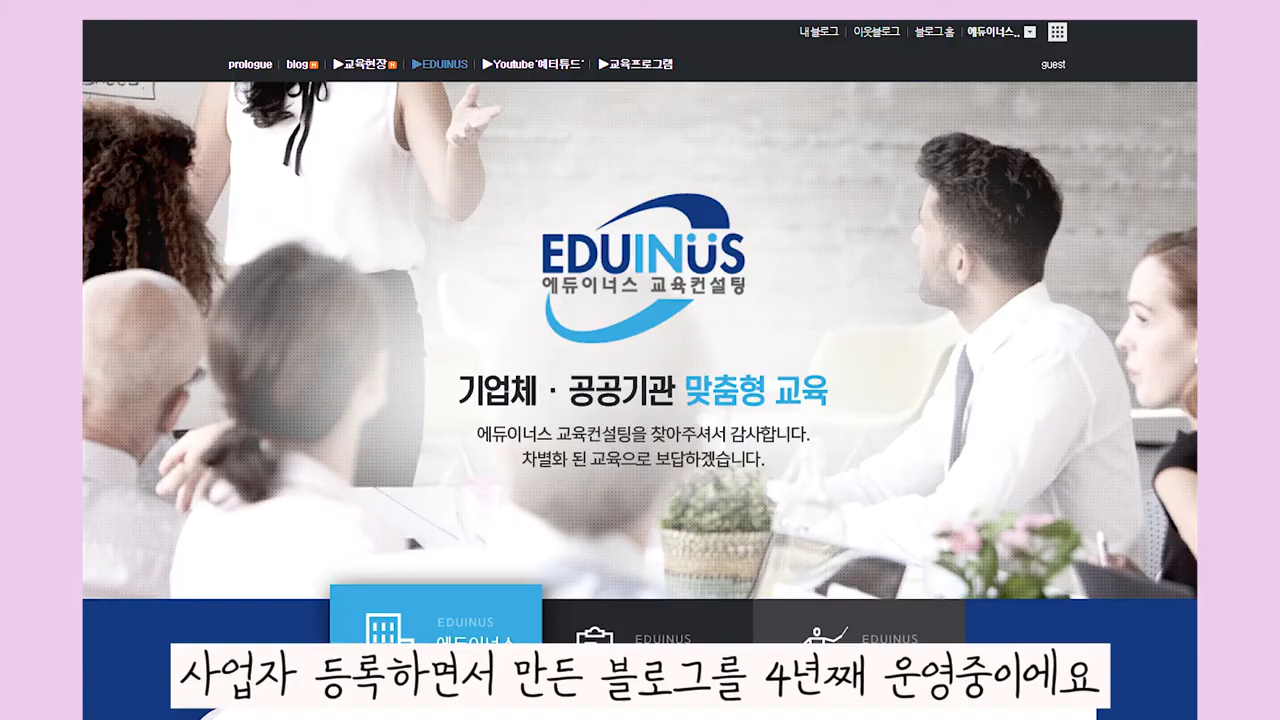 내 블로그 이웃블로그 블로그 홈 에듀이너스..
prologue blog N ▶교육현장 N ▶EDUINUS ▶Youtube '에터튜드' ▶교육프로그램
guest
EDUINUS
에듀이너스 교육컨설팅
기업체 · 공공기관 맞춤형 교육
에듀이너스 교육컨설팅을 찾아주셔서 감사합니다.
차별화 된 교육으로 보답하겠습니다.
EDUINUS EDUINUS EDUINUS
에듀이너스
사업자 등록하면서 만든 블로그를 4년째 운영중이에요